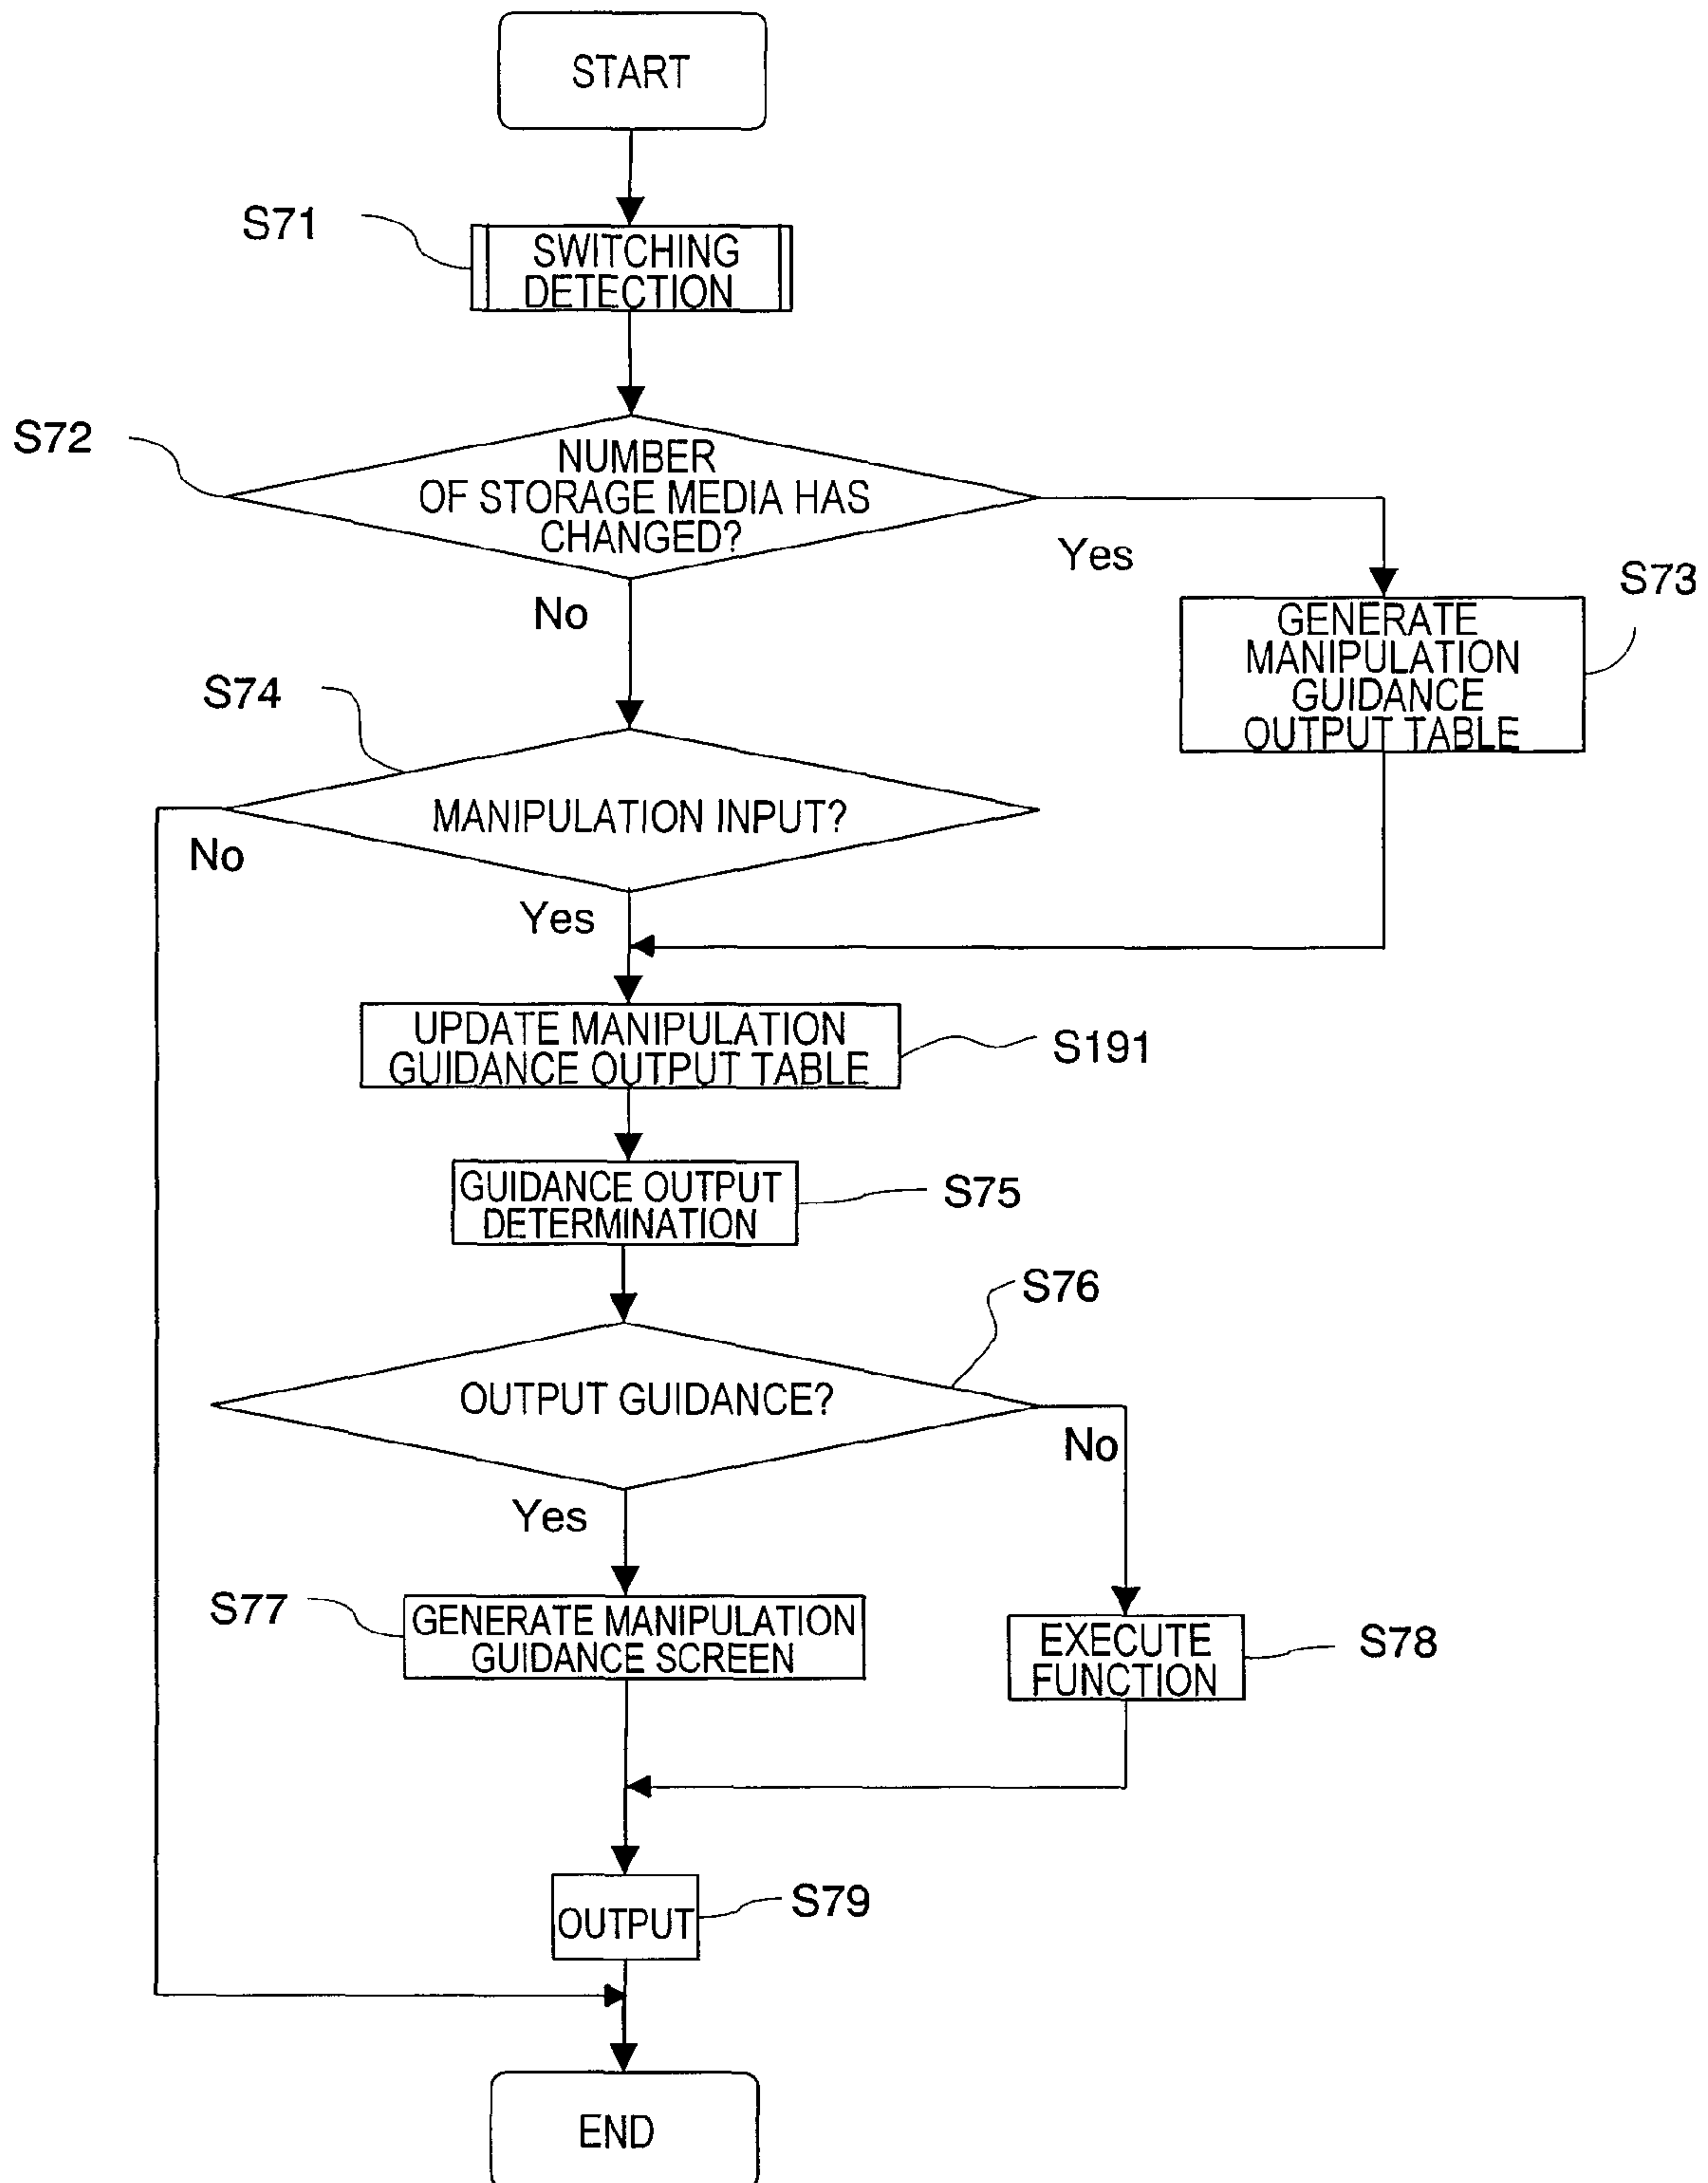 START
S71
SWITCHING
DETECTION
S72
NUMBER
OF STORAGE MEDIA HAS
CHANGED?
Yes
No
S73
GENERATE
MANIPULATION
GUIDANCE
OUTPUT TABLE
S74
MANIPULATION INPUT?
No
Yes
UPDATE MANIPULATION
GUIDANCE OUTPUT TABLE
S191
GUIDANCE OUTPUT
DETERMINATION
S75
S76
OUTPUT GUIDANCE?
No
Yes
S77
GENERATE MANIPULATION
GUIDANCE SCREEN
EXECUTE
FUNCTION
S78
OUTPUT
S79
END